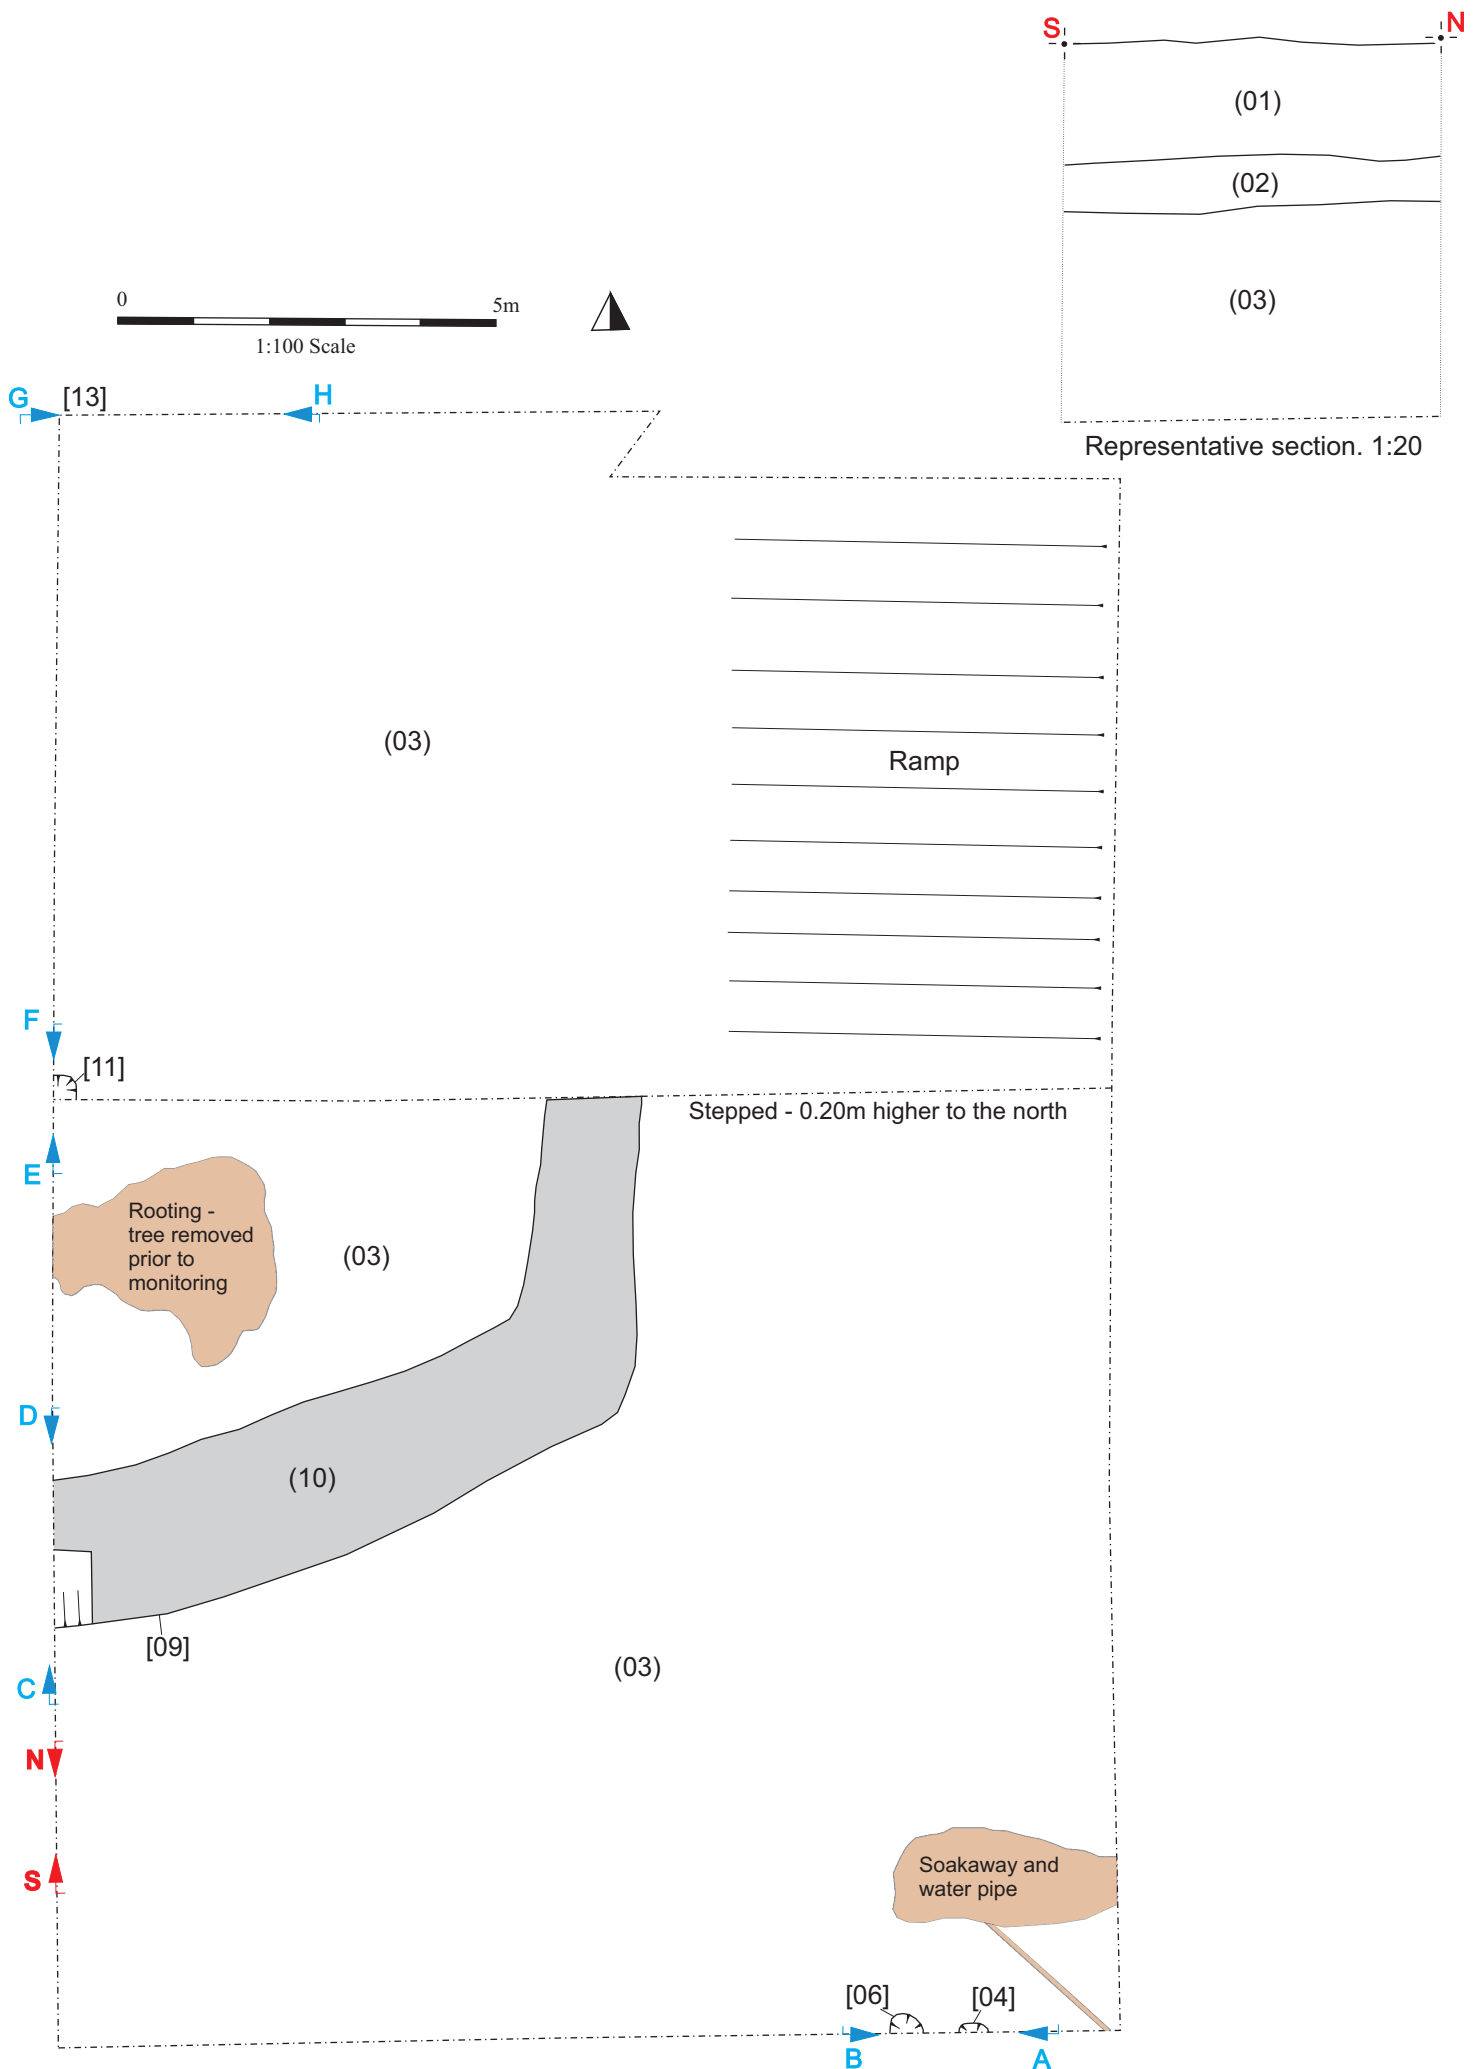 S
N
(01)
(02)
(03)
Representative section. 1:20
0
5m
1:100 Scale
G
[13]
H
(03)
Ramp
F
[11]
Stepped - 0.20m higher to the north
E
Rooting -
tree removed
prior to
monitoring
(03)
D
(10)
[09]
(03)
C
N
S
Soakaway and
water pipe
[06]
[04]
B
A